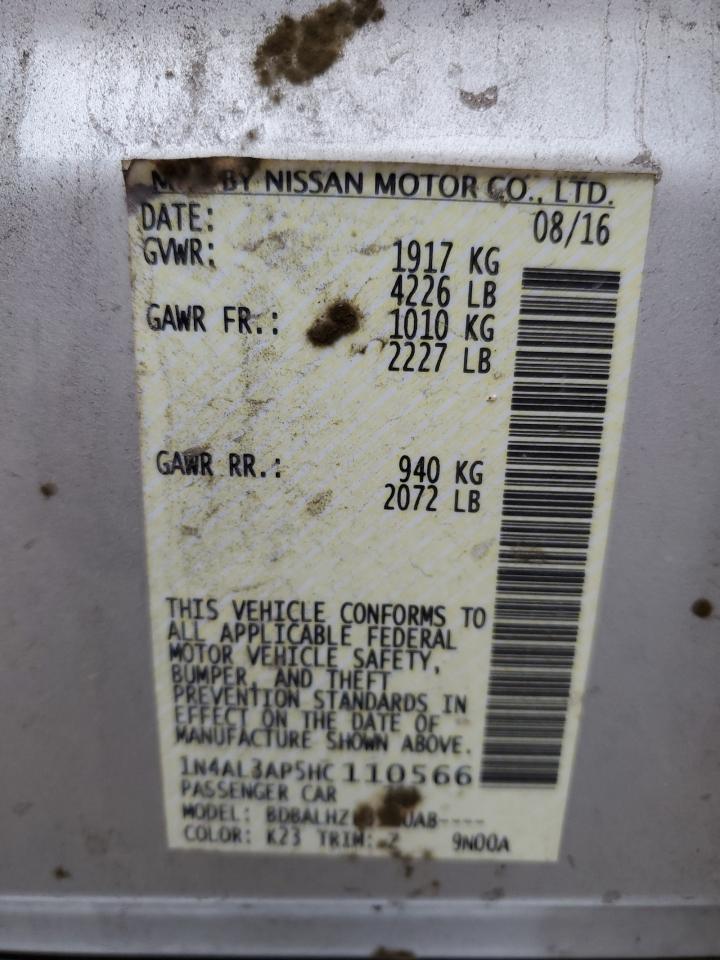 BY NISSAN MOTOR CO., LTD.
DATE: 08/16
GVWR: 1917 KG
4226 LB
GAWR FR.: 1010 KG
2227 LB
GAWR RR.: 940 KG
2072 LB
THIS VEHICLE CONFORMS TO
ALL APPLICABLE FEDERAL
MOTOR VEHICLE SAFETY,
BUMPER, AND THEFT
PREVENTION STANDARDS IN
EFFECT ON THE DATE OF
MANUFACTURE SHOWN ABOVE.
1N4AL3AP5HC110566
PASSENGER CAR
MODEL:
COLOR: K23 TRIM: 9N00A